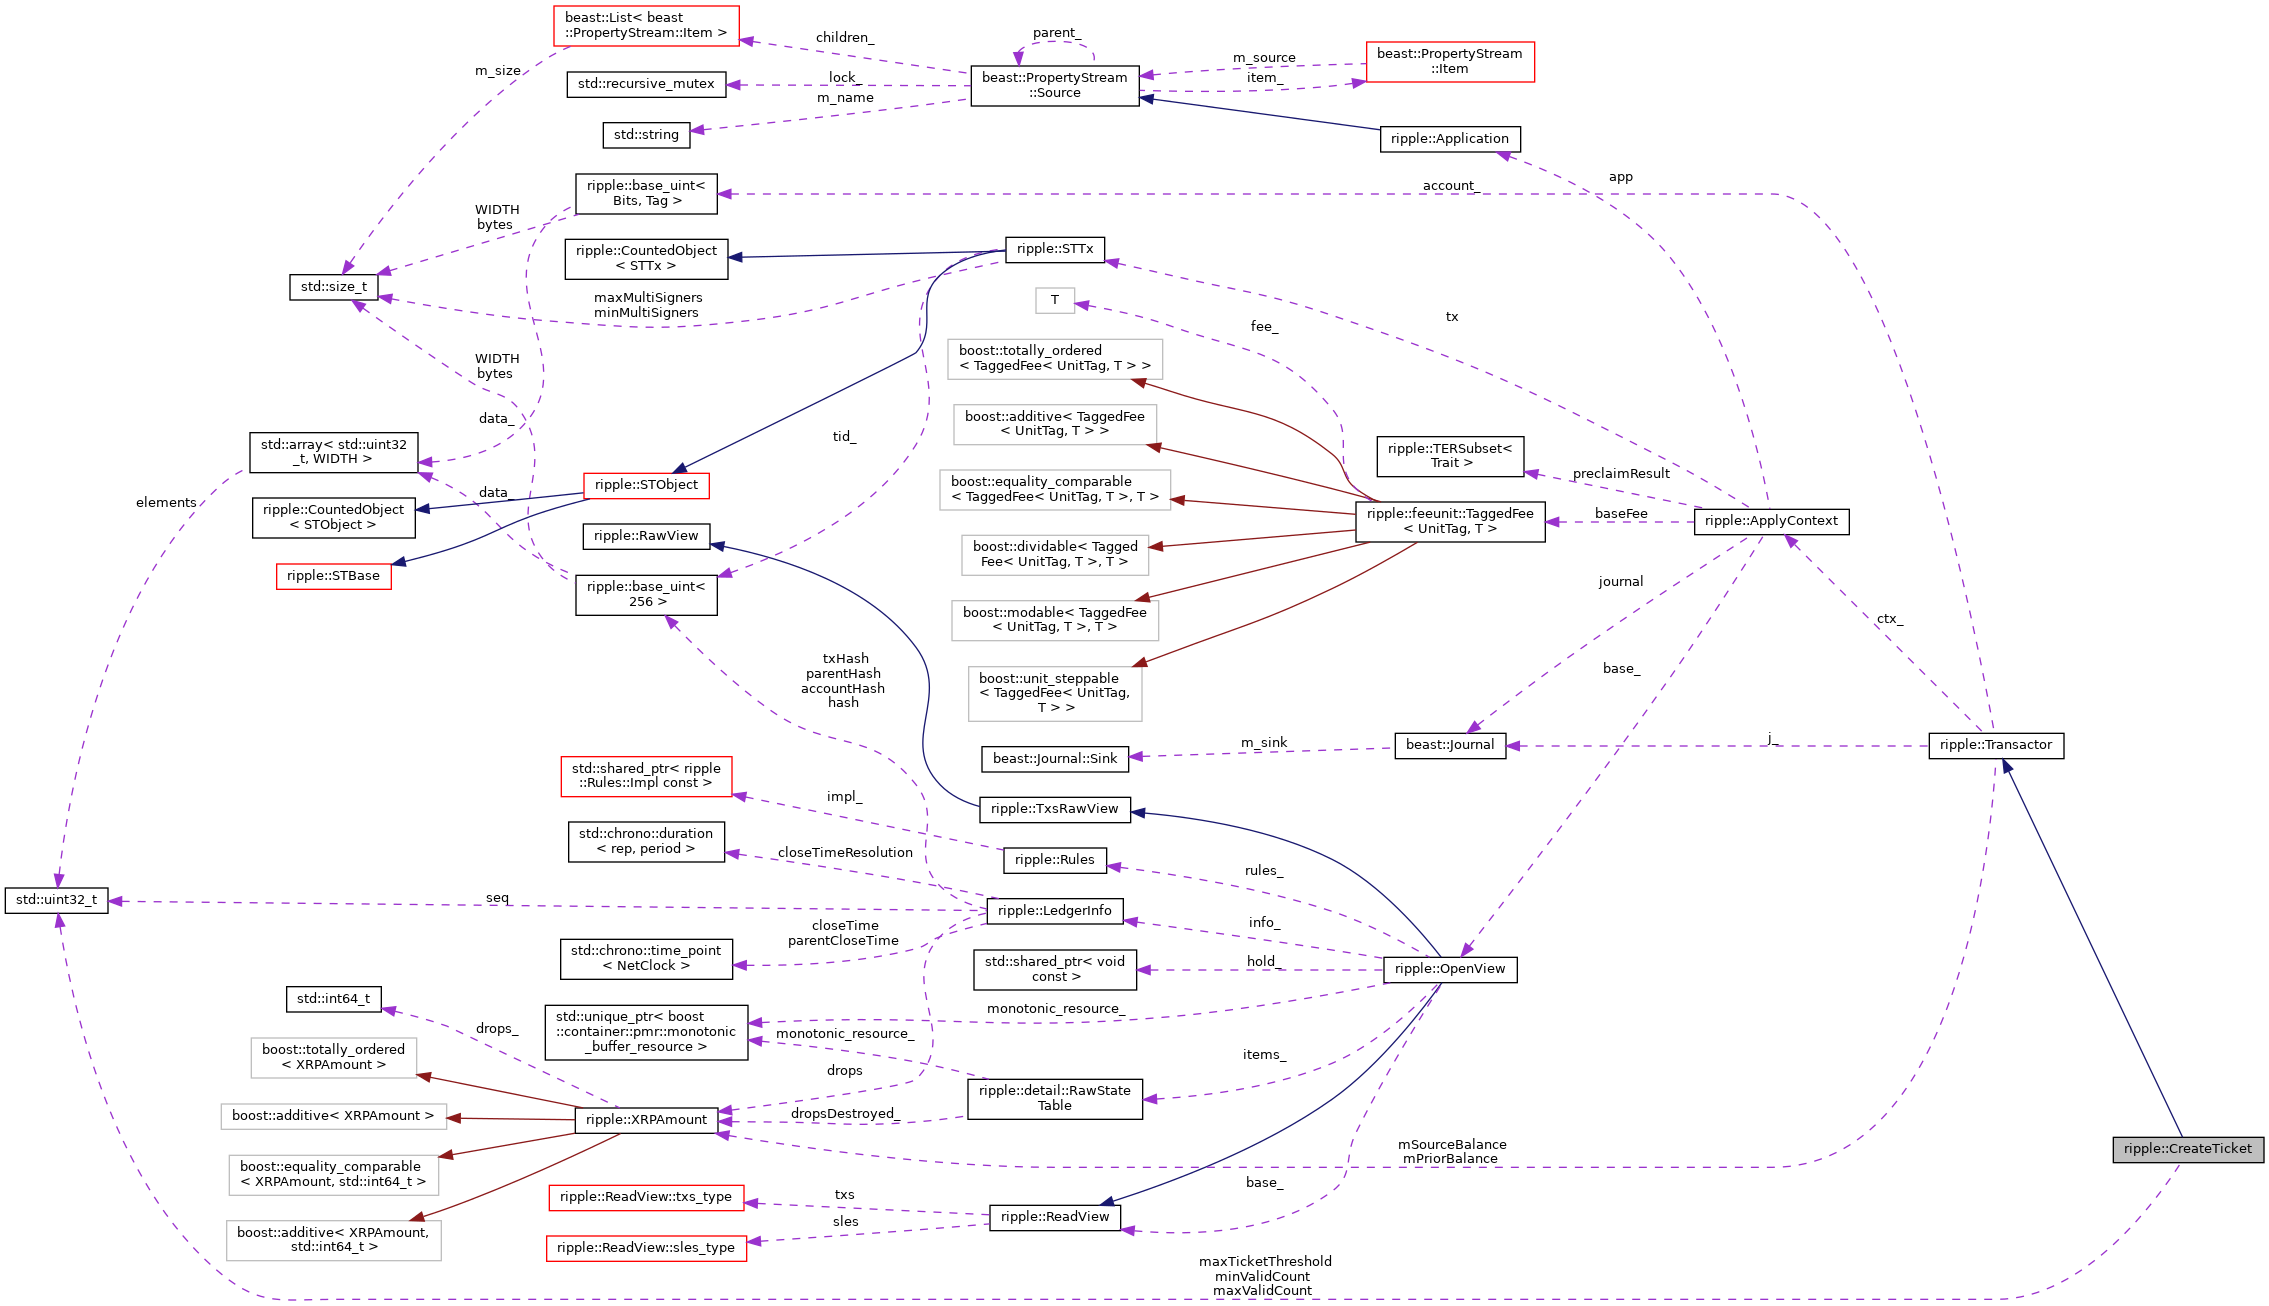 beast::List< beast
::PropertyStream::Item >
children_
parent_
m_source
beast::PropertyStream
::Item
m_size
std::recursive_mutex
lock_
beast::PropertyStream
::Source
item_
m_name
std::string
ripple::Application
ripple::base_uint<
Bits, Tag >
account_
app
WIDTH
bytes
ripple::CountedObject
< STTx >
ripple::STTx
std::size_t
maxMultiSigners
minMultiSigners
T
fee_
tx
WIDTH
bytes
boost::totally_ordered
< TaggedFee< UnitTag, T > >
data_
tid_
boost::additive< TaggedFee
< UnitTag, T > >
std::array< std::uint32
_t, WIDTH >
ripple::TERSubset<
Trait >
preclaimResult
elements
data_
ripple::STObject
boost::equality_comparable
< TaggedFee< UnitTag, T >, T >
ripple::CountedObject
< STObject >
ripple::feeunit::TaggedFee
< UnitTag, T >
baseFee
ripple::ApplyContext
ripple::RawView
boost::dividable< Tagged
Fee< UnitTag, T >, T >
ripple::STBase
ripple::base_uint<
256 >
journal
boost::modable< TaggedFee
< UnitTag, T >, T >
ctx_
txHash
parentHash
accountHash
hash
base_
boost::unit_steppable
< TaggedFee< UnitTag,
T > >
beast::Journal::Sink
m_sink
beast::Journal
j_
ripple::Transactor
std::shared_ptr< ripple
::Rules::Impl const >
impl_
ripple::TxsRawView
std::chrono::duration
< rep, period >
closeTimeResolution
ripple::Rules
rules_
std::uint32_t
seq
ripple::LedgerInfo
info_
closeTime
parentCloseTime
std::chrono::time_point
< NetClock >
std::shared_ptr< void
const >
hold_
ripple::OpenView
std::int64_t
drops_
std::unique_ptr< boost
::container::pmr::monotonic
_buffer_resource >
monotonic_resource_
monotonic_resource_
items_
boost::totally_ordered
< XRPAmount >
drops
ripple::detail::RawState
Table
boost::additive< XRPAmount >
ripple::XRPAmount
dropsDestroyed_
mSourceBalance
mPriorBalance
ripple::CreateTicket
boost::equality_comparable
< XRPAmount, std::int64_t >
ripple::ReadView::txs_type
txs
base_
ripple::ReadView
boost::additive< XRPAmount,
std::int64_t >
sles
ripple::ReadView::sles_type
maxTicketThreshold
minValidCount
maxValidCount